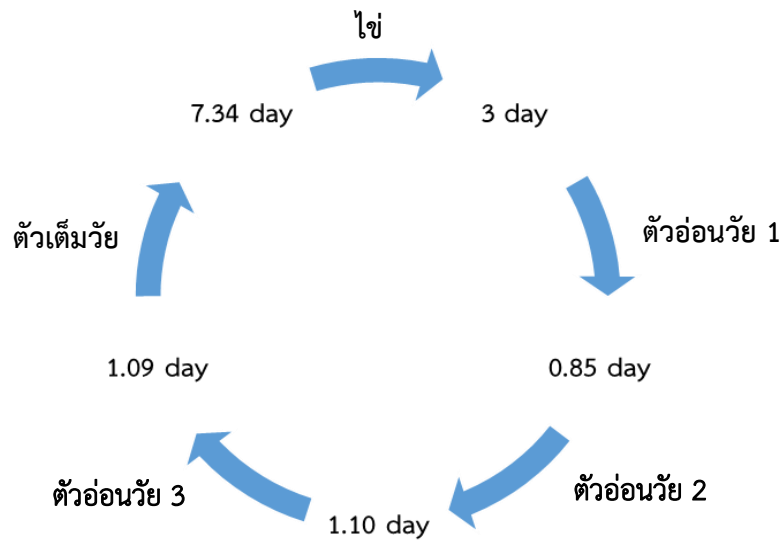 ไข่
3 day
ตัวอ่อนวัย 1
0.85 day
ตัวอ่อนวัย 2
1.10 day
ตัวอ่อนวัย 3
1.09 day
ตัวเต็มวัย
7.34 day